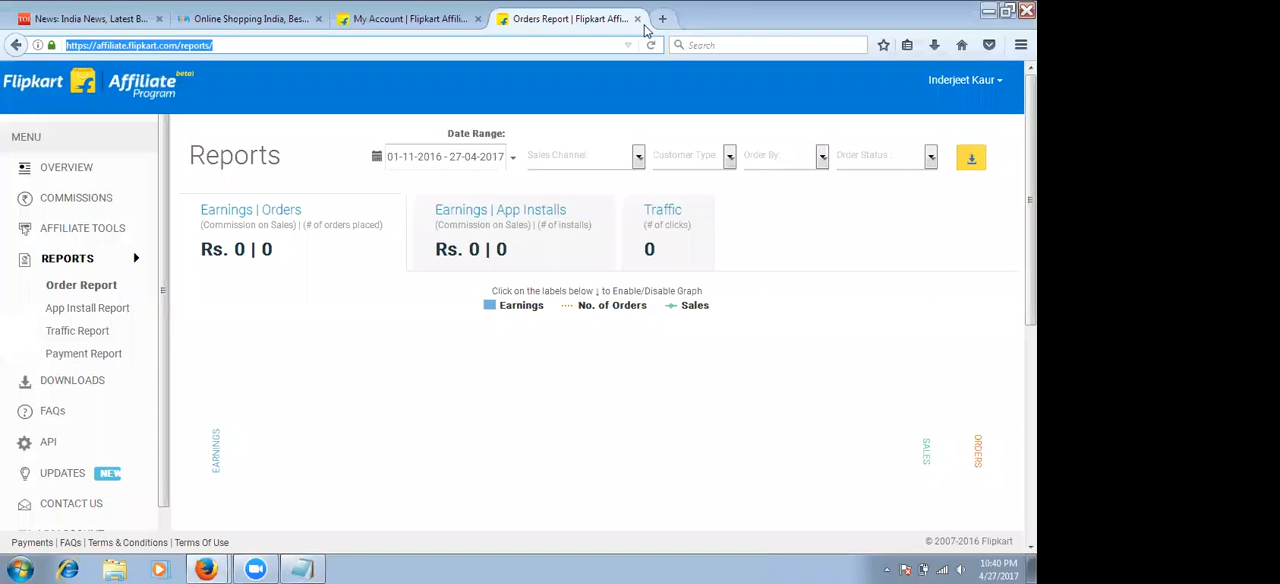 News: India News, Latest B...
Online Shopping India, Bes...
My Account | Flipkart Affili...
Orders Report | Flipkart Affi...
https://affiliate.flipkart.com/reports/
Search
Flipkart Affiliate beta!
Program
Inderjeet Kaur
MENU
OVERVIEW
COMMISSIONS
AFFILIATE TOOLS
REPORTS
Order Report
App Install Report
Traffic Report
Payment Report
DOWNLOADS
FAQs
API
UPDATES NEW
CONTACT US
Reports
Date Range:
01-11-2016 - 27-04-2017
Sales Channel:
Customer Type:
Order By:
Order Status :
Earnings | Orders
(Commission on Sales) | (# of orders placed)
Rs. 0 | 0
Earnings | App Installs
(Commission on Sales) | (# of installs)
Rs. 0 | 0
Traffic
(# of clicks)
0
Click on the labels below ↓ to Enable/Disable Graph
Earnings No. of Orders Sales
EARNINGS
SALES
ORDERS
Payments | FAQs | Terms & Conditions | Terms Of Use
© 2007-2016 Flipkart
10:40 PM
4/27/2017